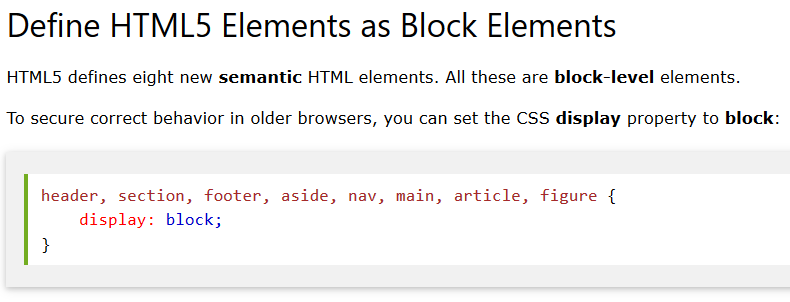 Define HTML5 Elements as Block Elements
HTML5 defines eight new semantic HTML elements. All these are block-level elements.
To secure correct behavior in older browsers, you can set the CSS display property to block:
header, section, footer, aside, nav, main, article, figure {
    display: block;
}